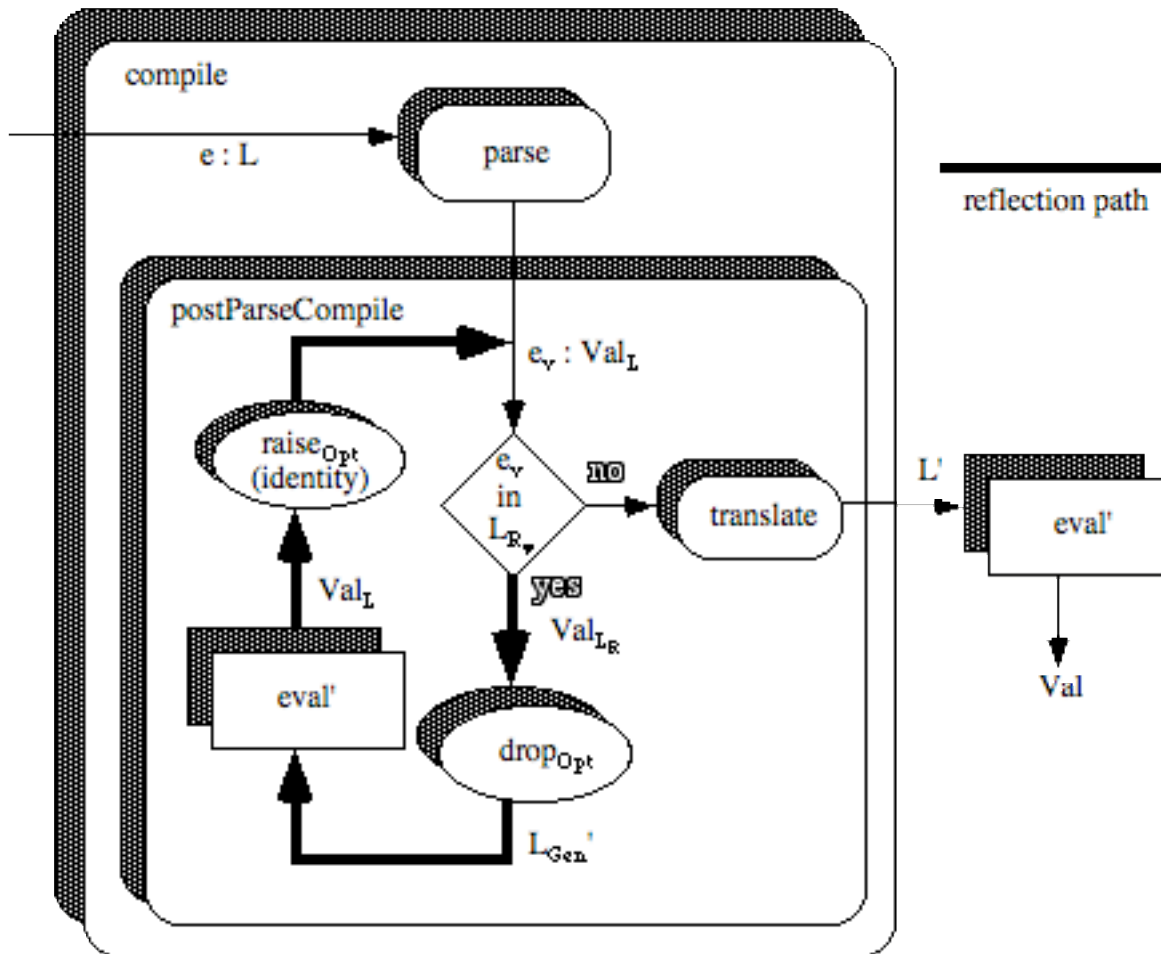 compile
e : L
parse
reflection path
postParseCompile
e_v : Val_L
raise_Opt
(identity)
e_v
in
L_R_v
no
translate
L'
eval'
yes
Val_L
Val_L_R
Val
eval'
drop_Opt
L_Gen'